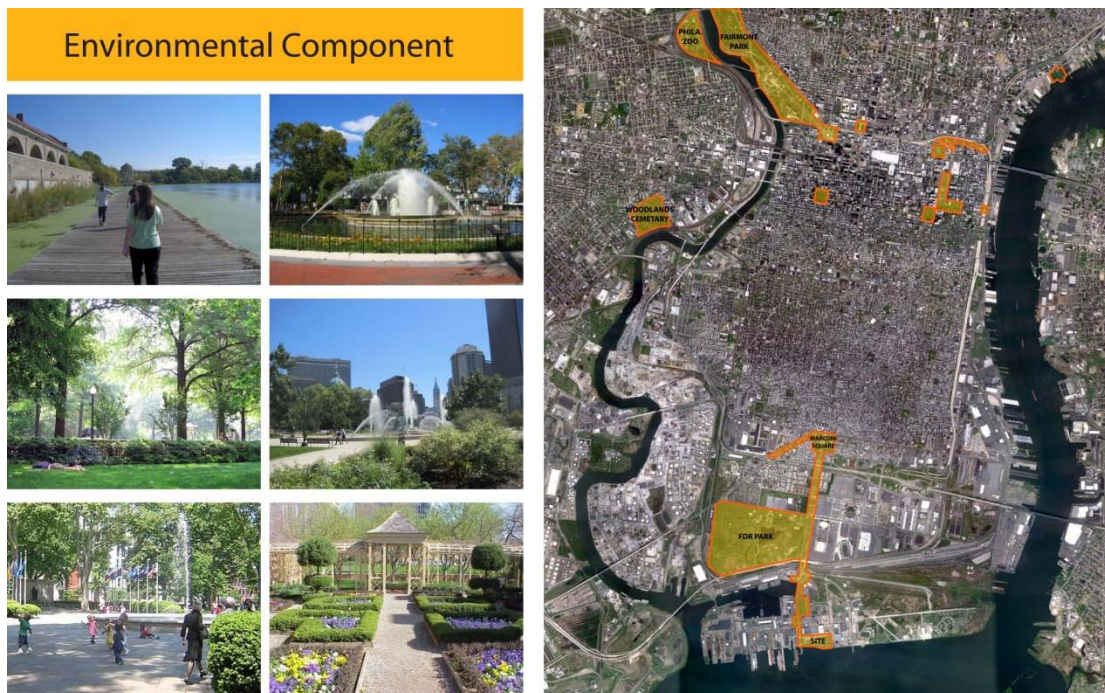 Environmental Component
PHILA.
ZOO
FAIRMONT
PARK
WOODLANDS
CEMETARY
MARCONI
SQUARE
FDR PARK
SITE